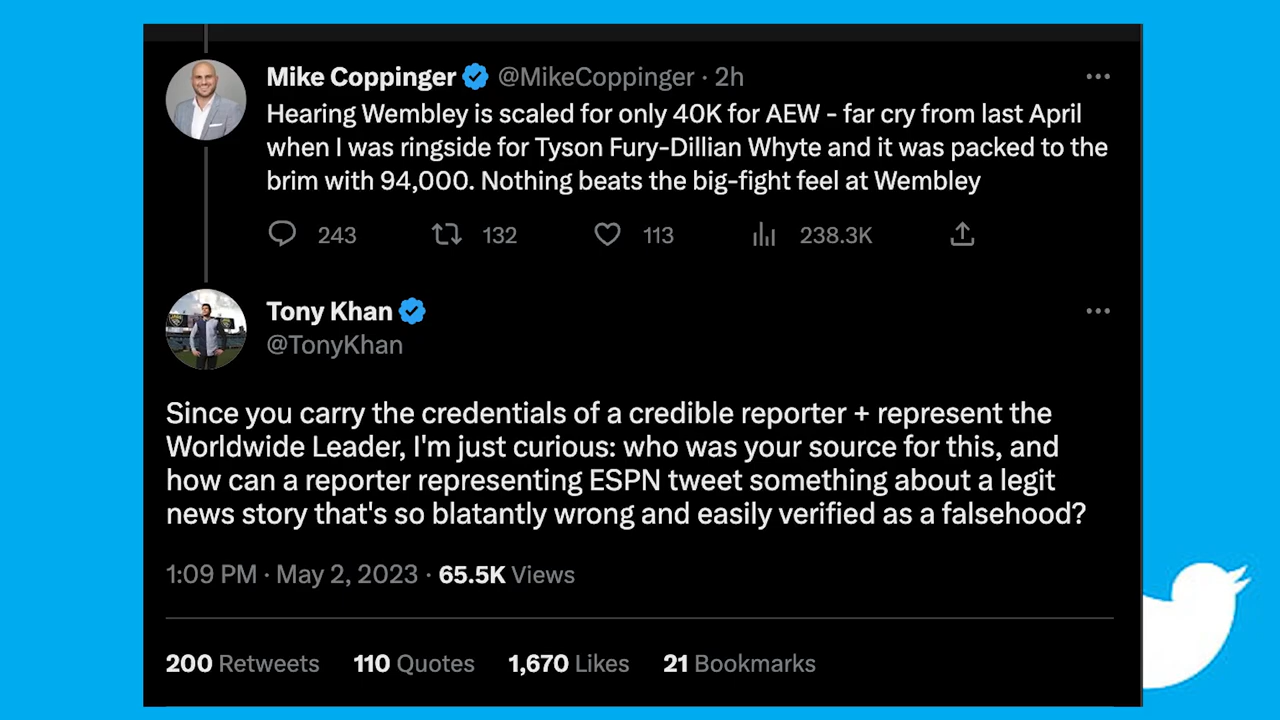 Mike Coppinger @MikeCoppinger · 2h
Hearing Wembley is scaled for only 40K for AEW - far cry from last April
when I was ringside for Tyson Fury-Dillian Whyte and it was packed to the
brim with 94,000. Nothing beats the big-fight feel at Wembley
243 132 113 238.3K
Tony Khan
@TonyKhan
Since you carry the credentials of a credible reporter + represent the
Worldwide Leader, I'm just curious: who was your source for this, and
how can a reporter representing ESPN tweet something about a legit
news story that's so blatantly wrong and easily verified as a falsehood?
1:09 PM · May 2, 2023 · 65.5K Views
200 Retweets 110 Quotes 1,670 Likes 21 Bookmarks